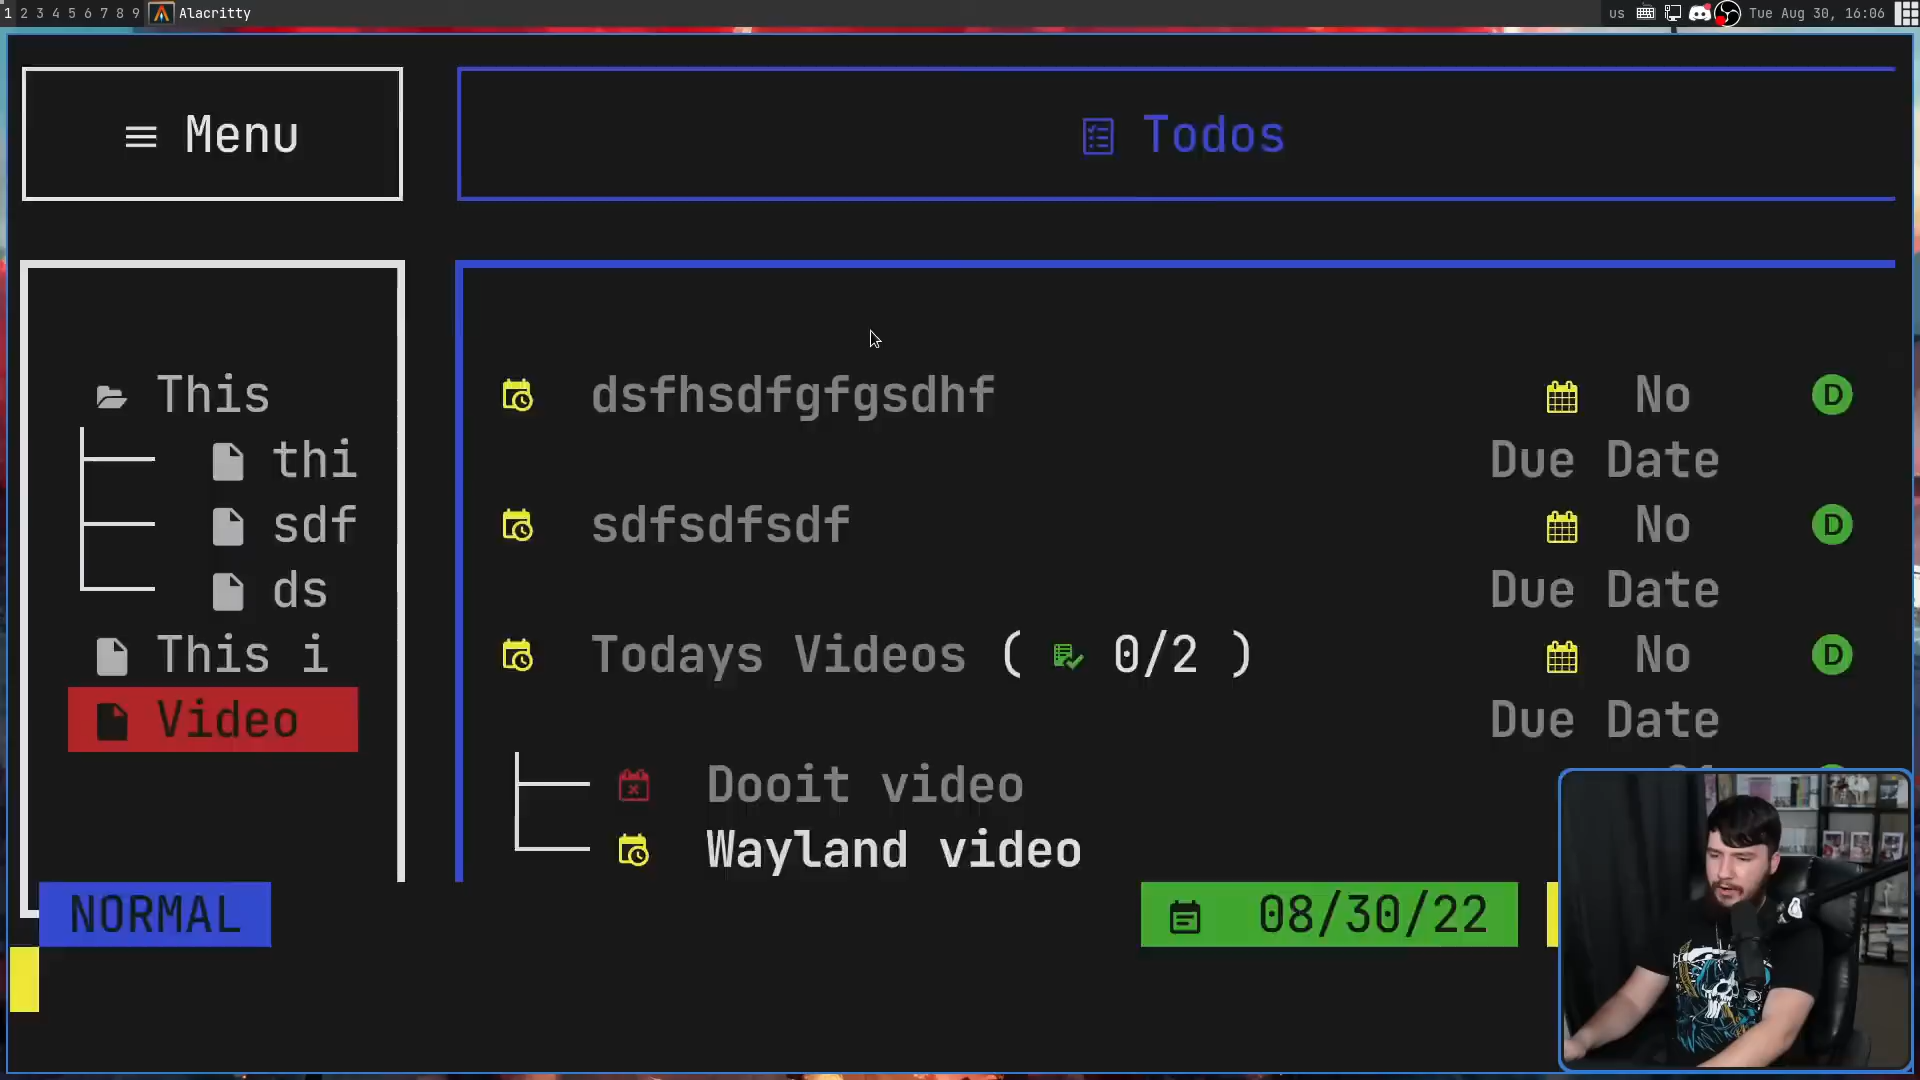 1 2 3 4 5 6 7 8 9 Alacritty us Tue Aug 30, 16:06
Menu
Todos
This
thi
sdf
ds
This i
Video
dsfhsdfgfgsdhf No D
Due Date
sdfsdfsdf No D
Due Date
Todays Videos ( 0/2 ) No D
Due Date
Dooit video
Wayland video
NORMAL
08/30/22